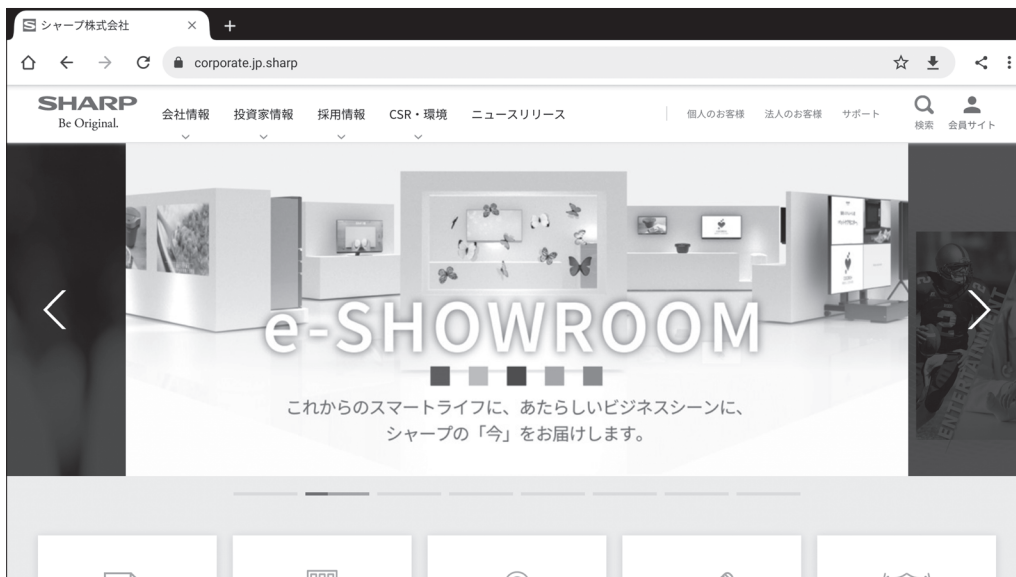 シャープ株式会社
corporate.jp.sharp
SHARP
Be Original.
会社情報 投資家情報 採用情報 CSR・環境 ニュースリリース
個人のお客様 法人のお客様 サポート
検索 会員サイト
e-SHOWROOM
これからのスマートライフに、あたらしいビジネスシーンに、
シャープの「今」をお届けします。
ENTERTAINMENT